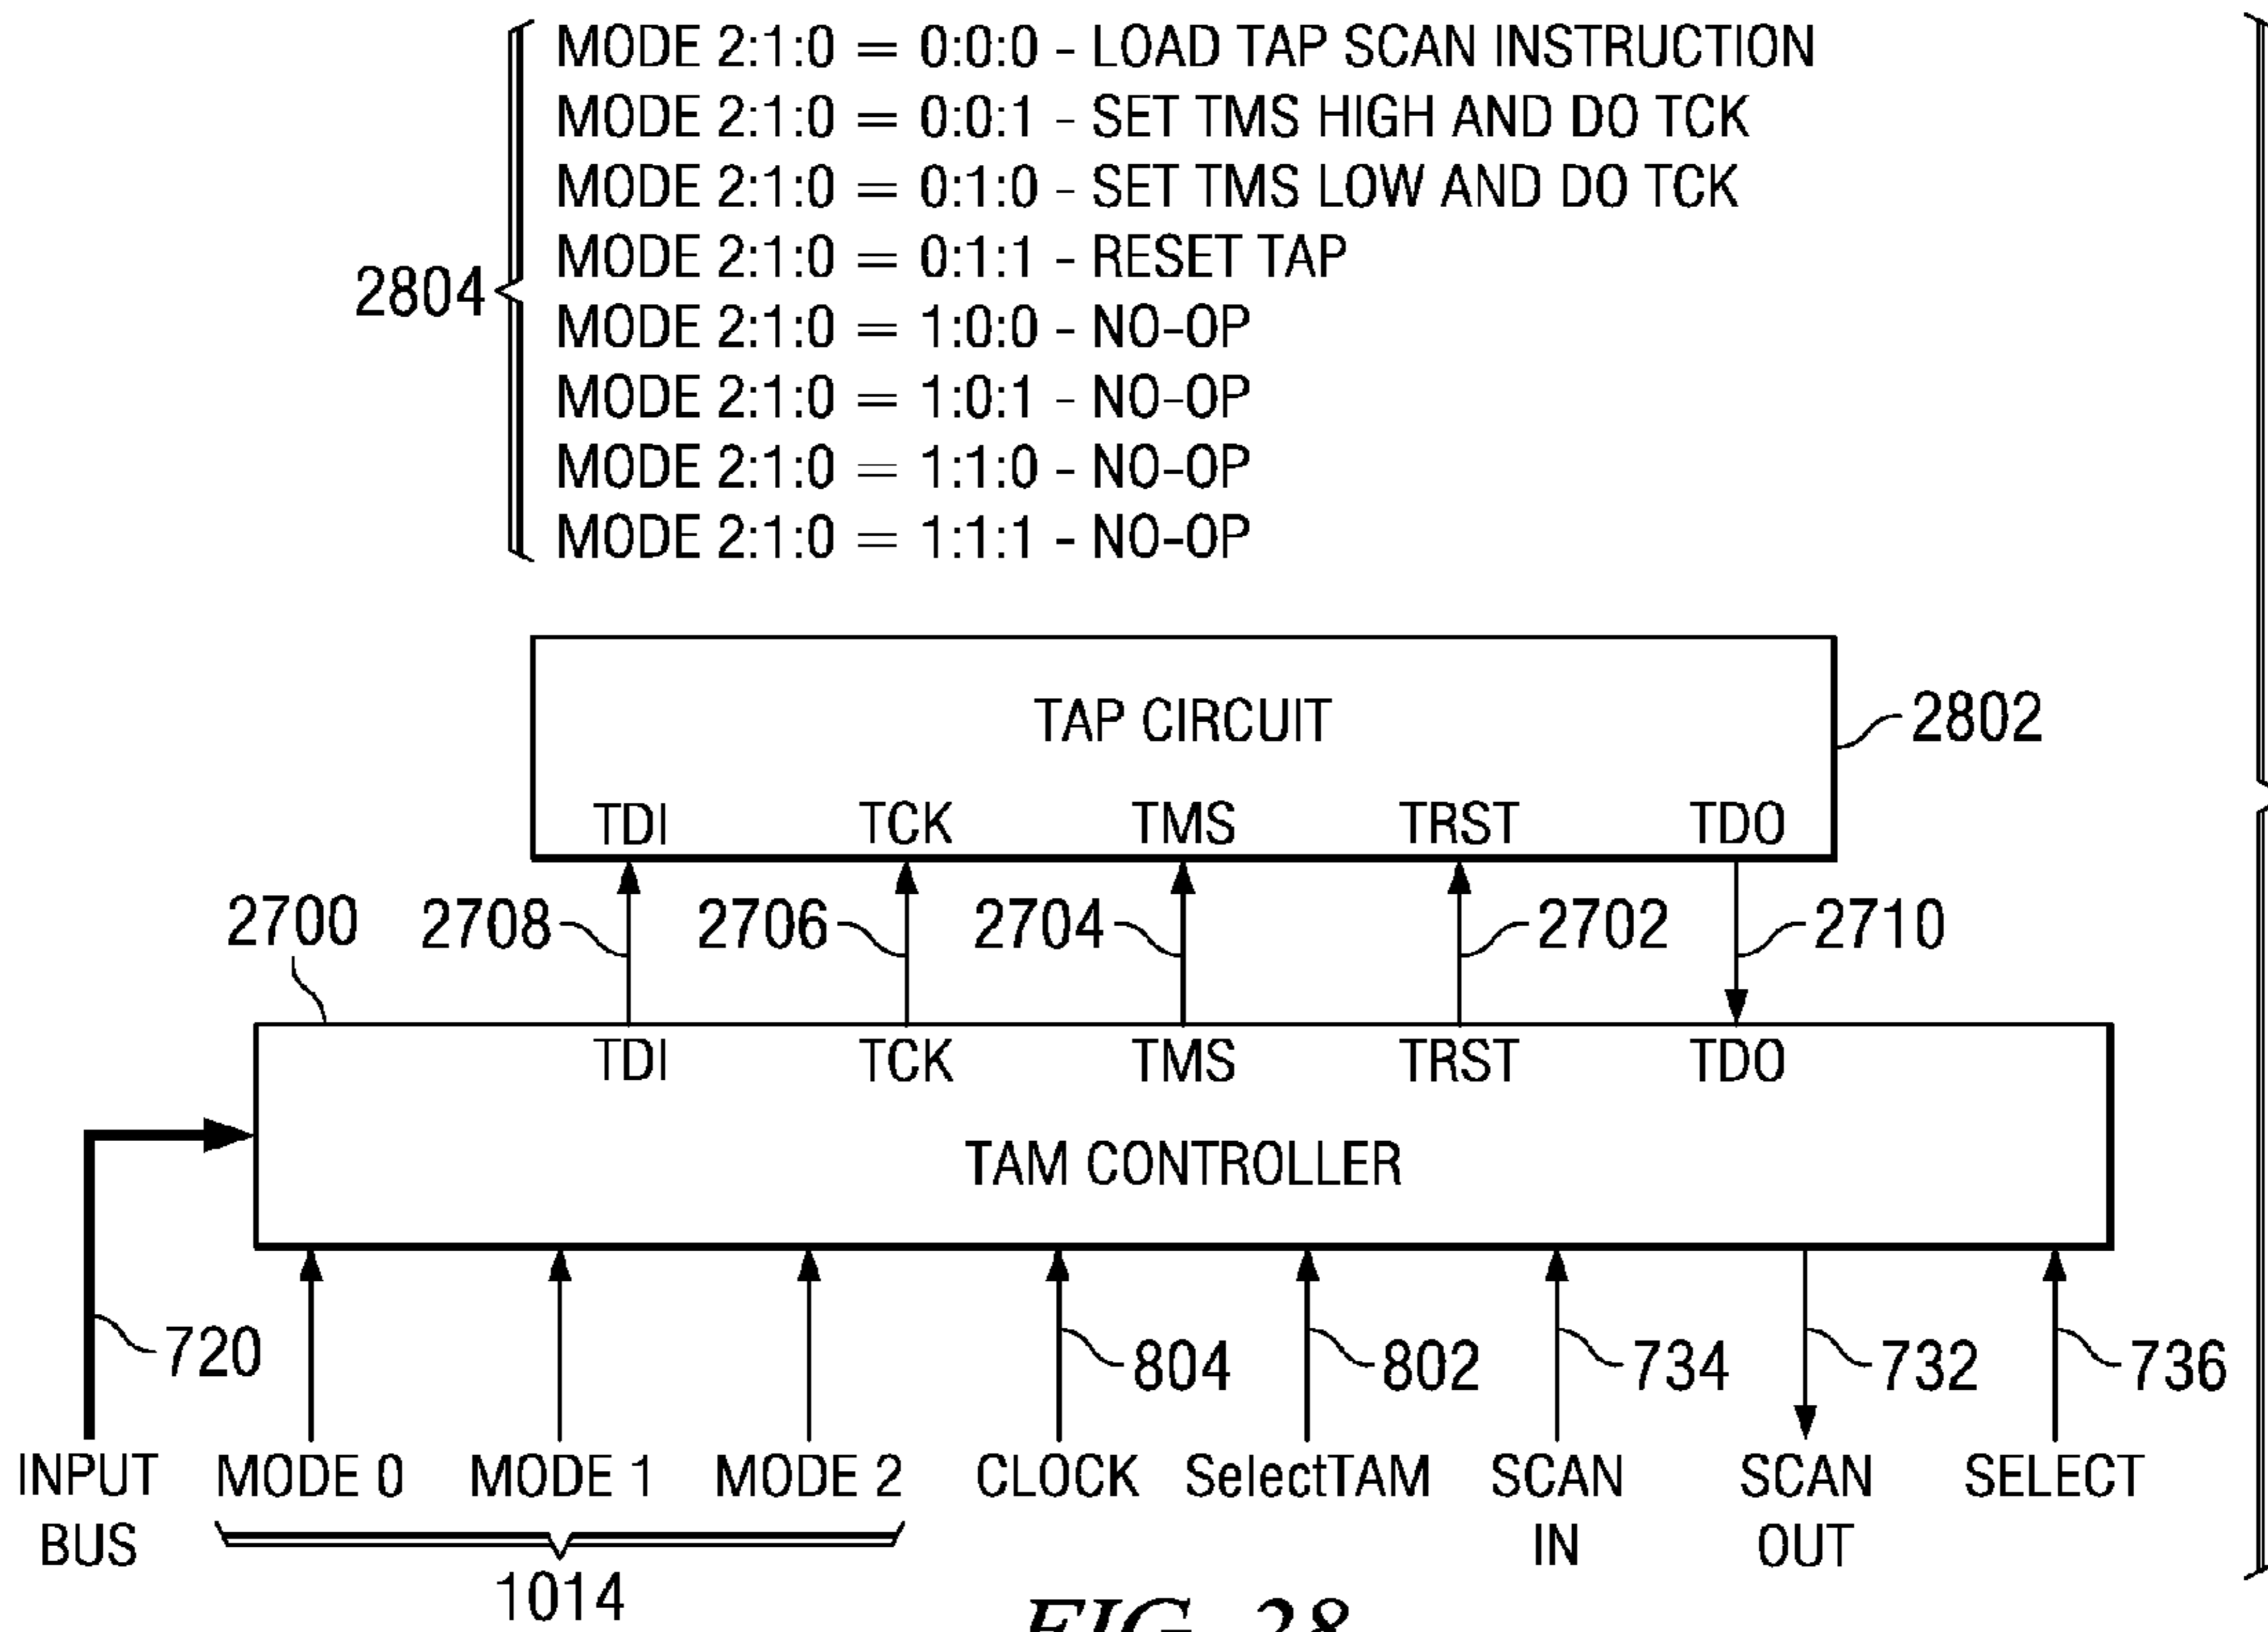 MODE 2:1:0 = 0:0:0 - LOAD TAP SCAN INSTRUCTION
MODE 2:1:0 = 0:0:1 - SET TMS HIGH AND DO TCK
MODE 2:1:0 = 0:1:0 - SET TMS LOW AND DO TCK
MODE 2:1:0 = 0:1:1 - RESET TAP
2804
MODE 2:1:0 = 1:0:0 - NO-OP
MODE 2:1:0 = 1:0:1 - NO-OP
MODE 2:1:0 = 1:1:0 - NO-OP
MODE 2:1:0 = 1:1:1 - NO-OP
TAP CIRCUIT
2802
TDI TCK TMS TRST TDO
2700 2708 2706 2704 2702 2710
TDI TCK TMS TRST TDO
TAM CONTROLLER
720 804 802 734 732 736
INPUT BUS
MODE 0 MODE 1 MODE 2 CLOCK SelectTAM SCAN IN SCAN OUT SELECT
1014
FIG. 28